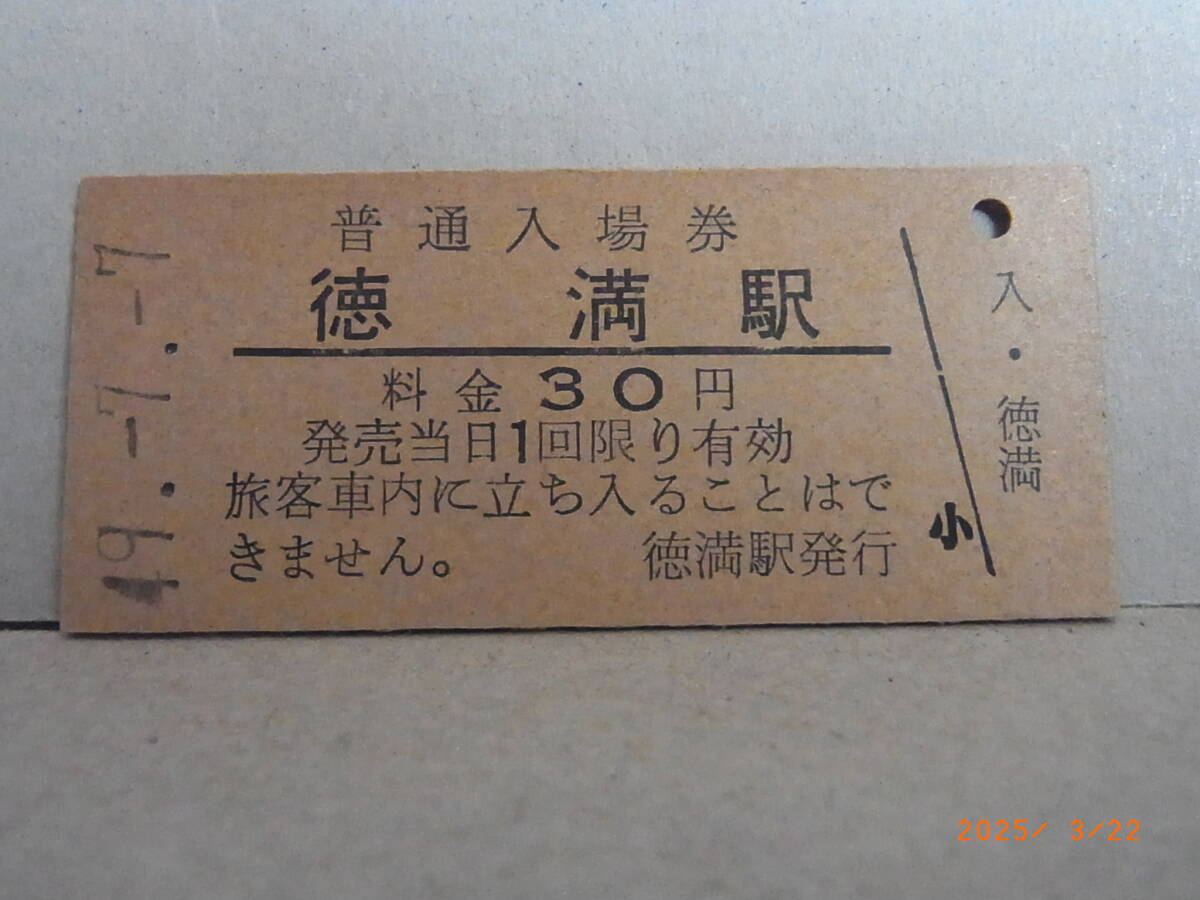 普通入場券
徳満駅
料金30円
発売当日1回限り有効
旅客車内に立ち入ることはで
きません。 徳満駅発行
49.-7.-7
入・徳満
小
2025/ 3/22